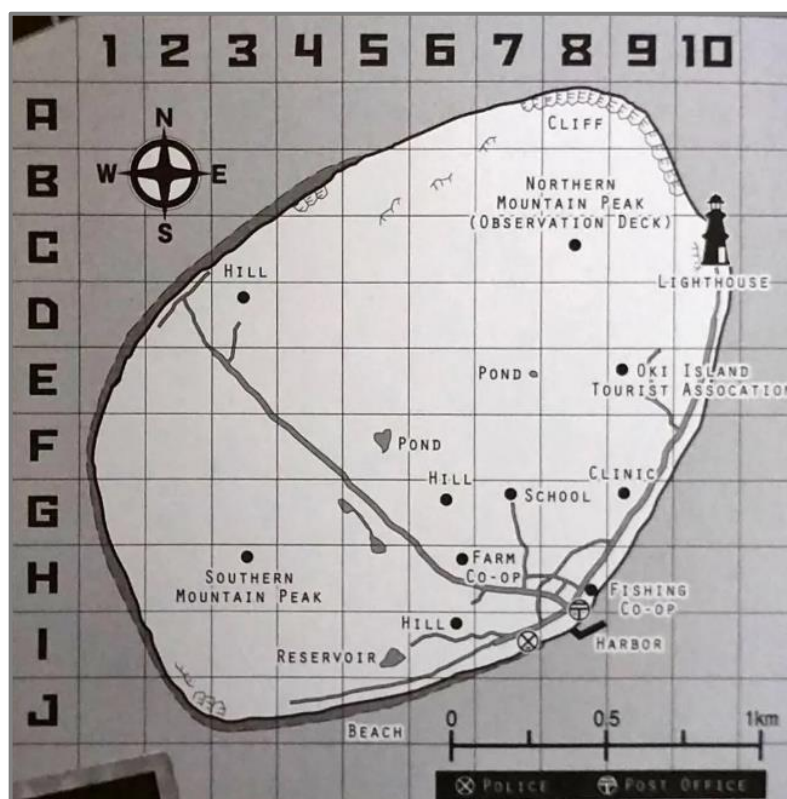 1 2 3 4 5 6 7 8 9 10
A
B
C
D
E
F
G
H
I
J
N
W E
S
CLIFF
NORTHERN
MOUNTAIN PEAK
(OBSERVATION DECK)
LIGHTHOUSE
HILL
POND
OKI ISLAND
TOURIST ASSOCATION
POND
HILL
SCHOOL
CLINIC
FARM
CO-OP
SOUTHERN
MOUNTAIN PEAK
FISHING
CO-OP
HILL
HARBOR
RESERVOIR
BEACH
0 0.5 1km
POLICE POST OFFICE